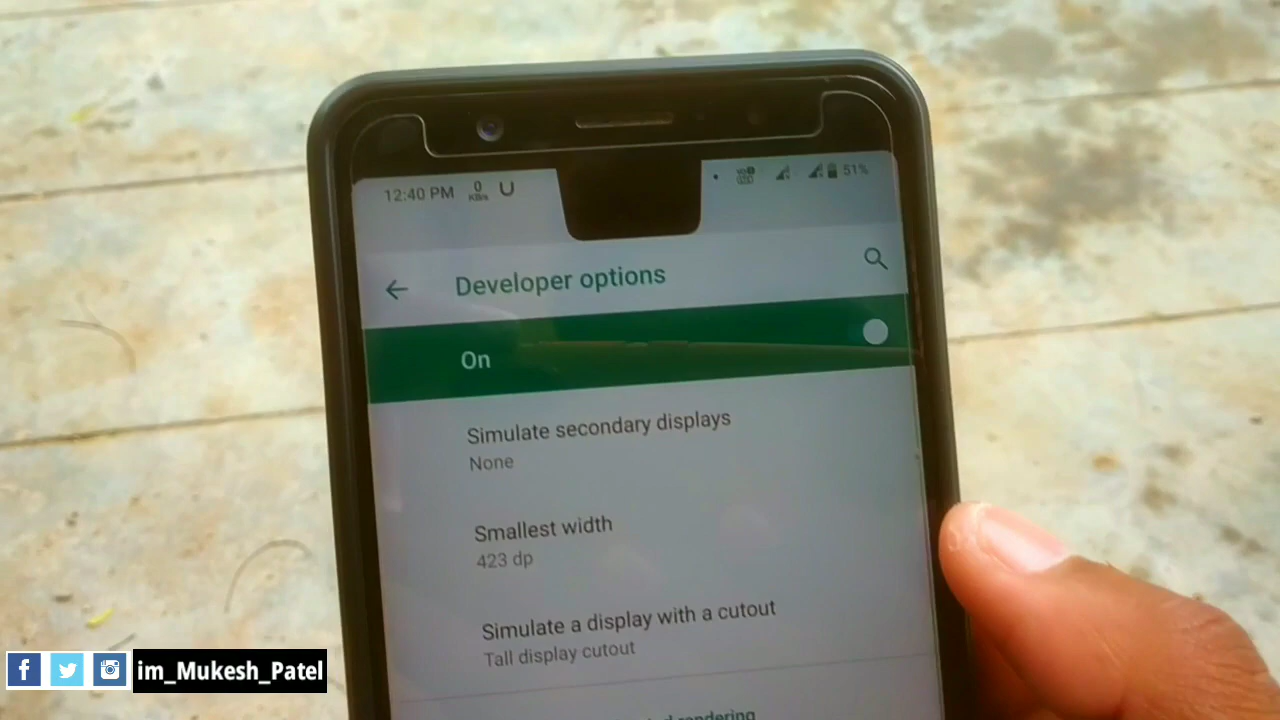 12:40 PM 0 KB/s 51%
Developer options
On
Simulate secondary displays
None
Smallest width
423 dp
Simulate a display with a cutout
Tall display cutout
rendering
im_Mukesh_Patel